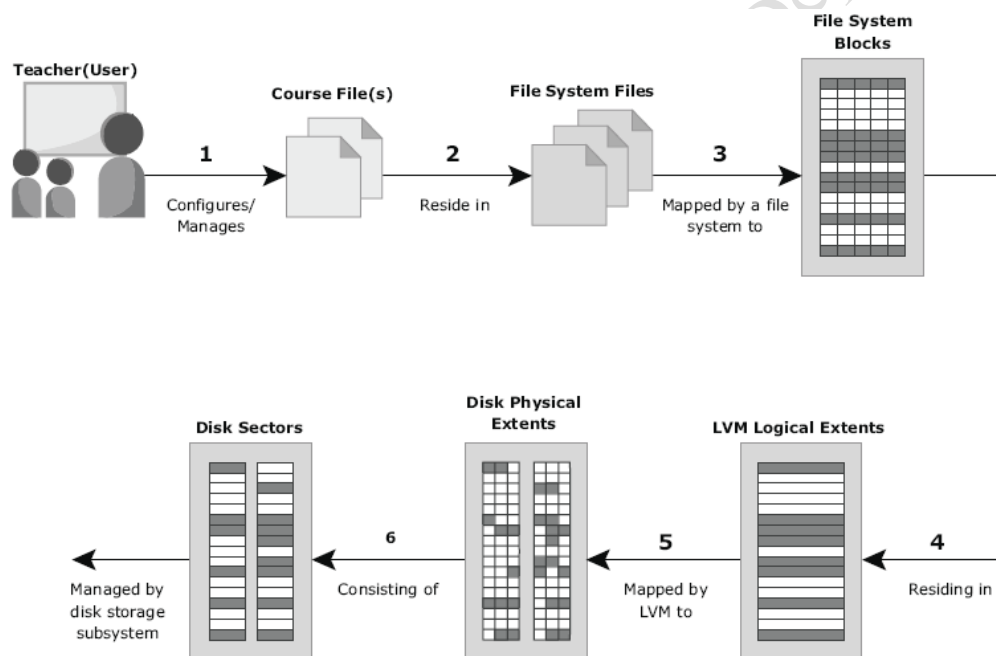 File System
Blocks
Teacher(User)
Course File(s)
File System Files
1
2
3
Configures/
Manages
Reside in
Mapped by a file
system to
Disk Sectors
Disk Physical
Extents
LVM Logical Extents
6
5
4
Managed by
disk storage
subsystem
Consisting of
Mapped by
LVM to
Residing in